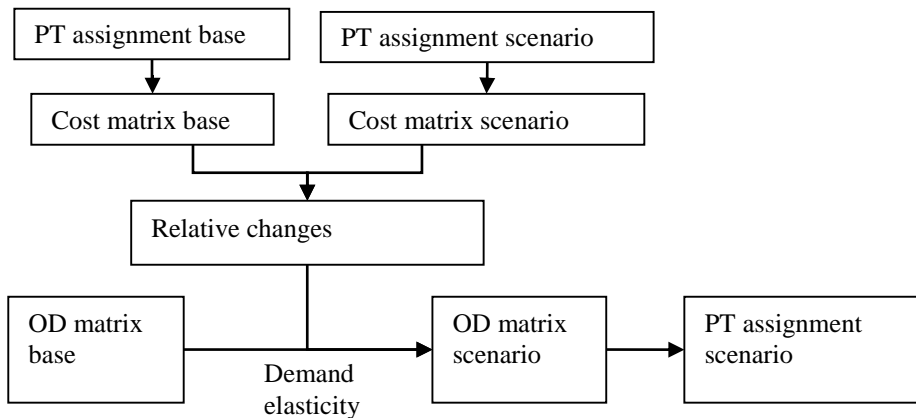 PT assignment base
PT assignment scenario
Cost matrix base
Cost matrix scenario
Relative changes
OD matrix
base
Demand
elasticity
OD matrix
scenario
PT assignment
scenario